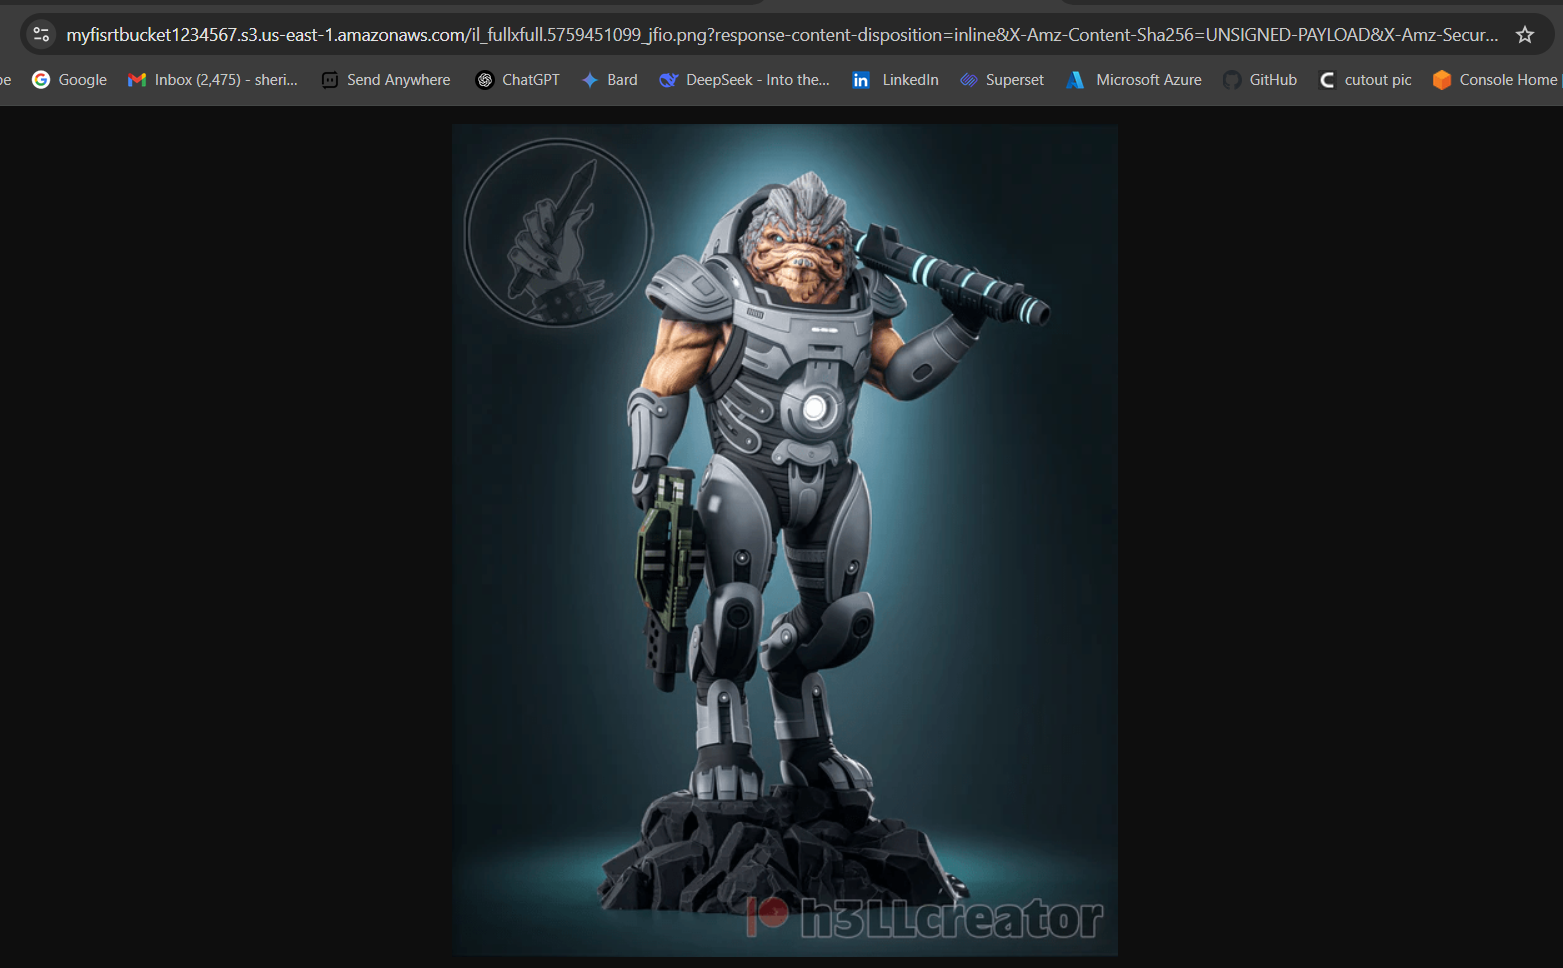 myfisrtbucket1234567.s3.us-east-1.amazonaws.com/il_fullxfull.5759451099_jfio.png?response-content-disposition=inline&X-Amz-Content-Sha256=UNSIGNED-PAYLOAD&X-Amz-Secur...
be Google Inbox (2,475) - sheri... Send Anywhere ChatGPT Bard DeepSeek - Into the... LinkedIn Superset Microsoft Azure GitHub cutout pic Console Home
h3LLcreator